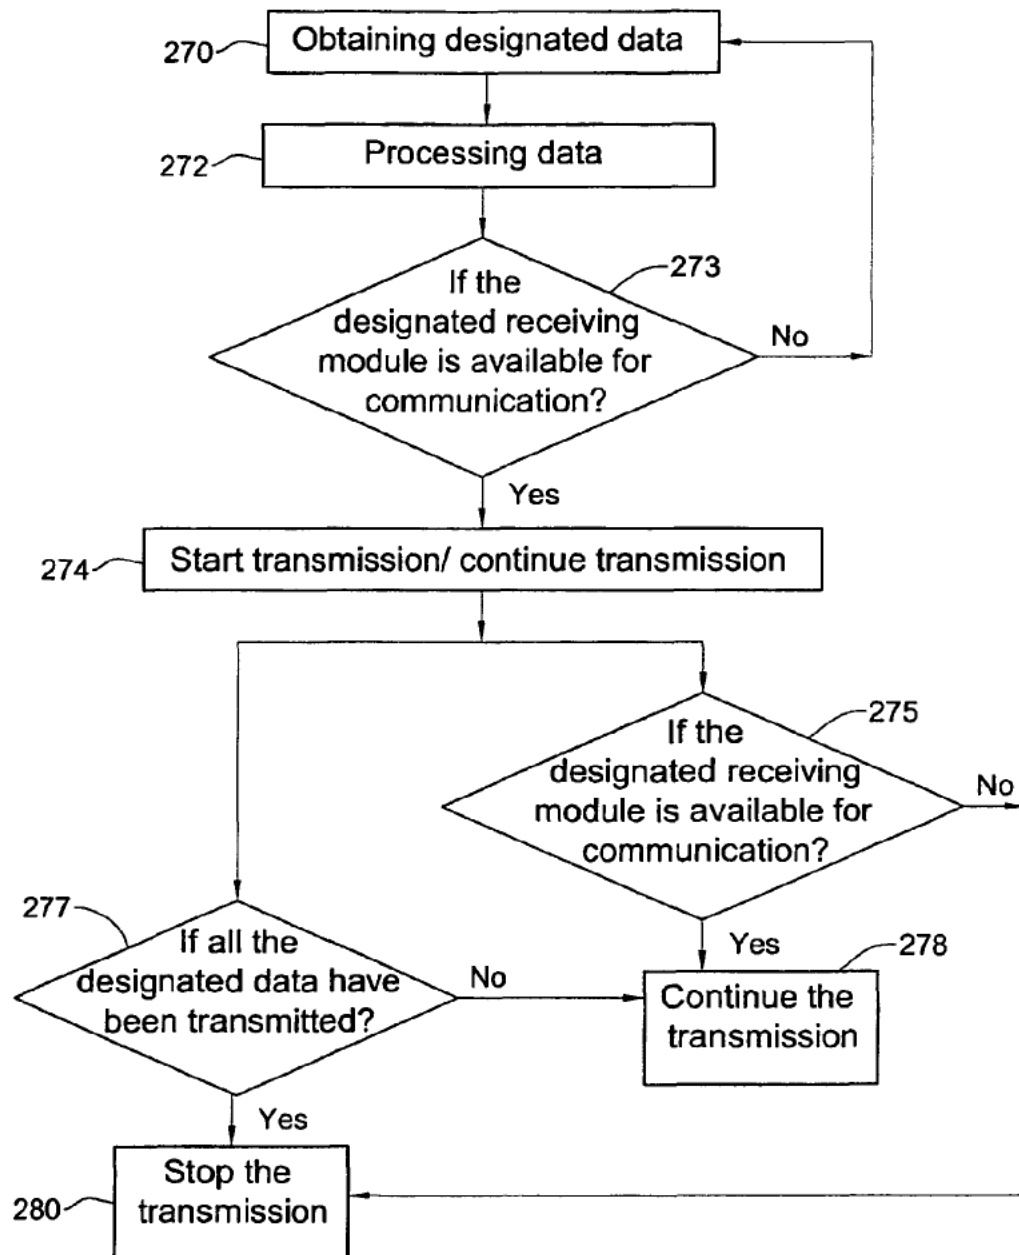 270
Obtaining designated data
272
Processing data
273
If the
designated receiving
module is available for
communication?
No
Yes
274
Start transmission/ continue transmission
275
If the
designated receiving
module is available for
communication?
No
Yes
277
If all the
designated data have
been transmitted?
No
278
Continue the
transmission
Yes
280
Stop the
transmission